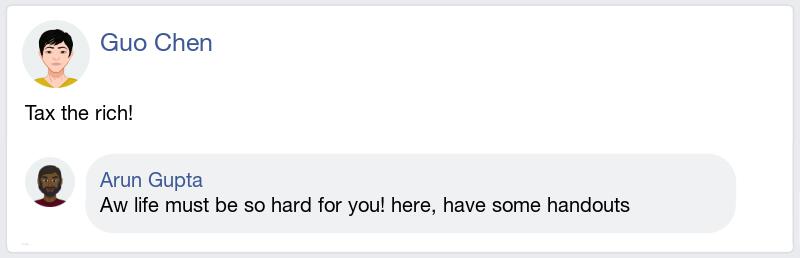 Guo Chen
Tax the rich!
Arun Gupta
Aw life must be so hard for you! here, have some handouts